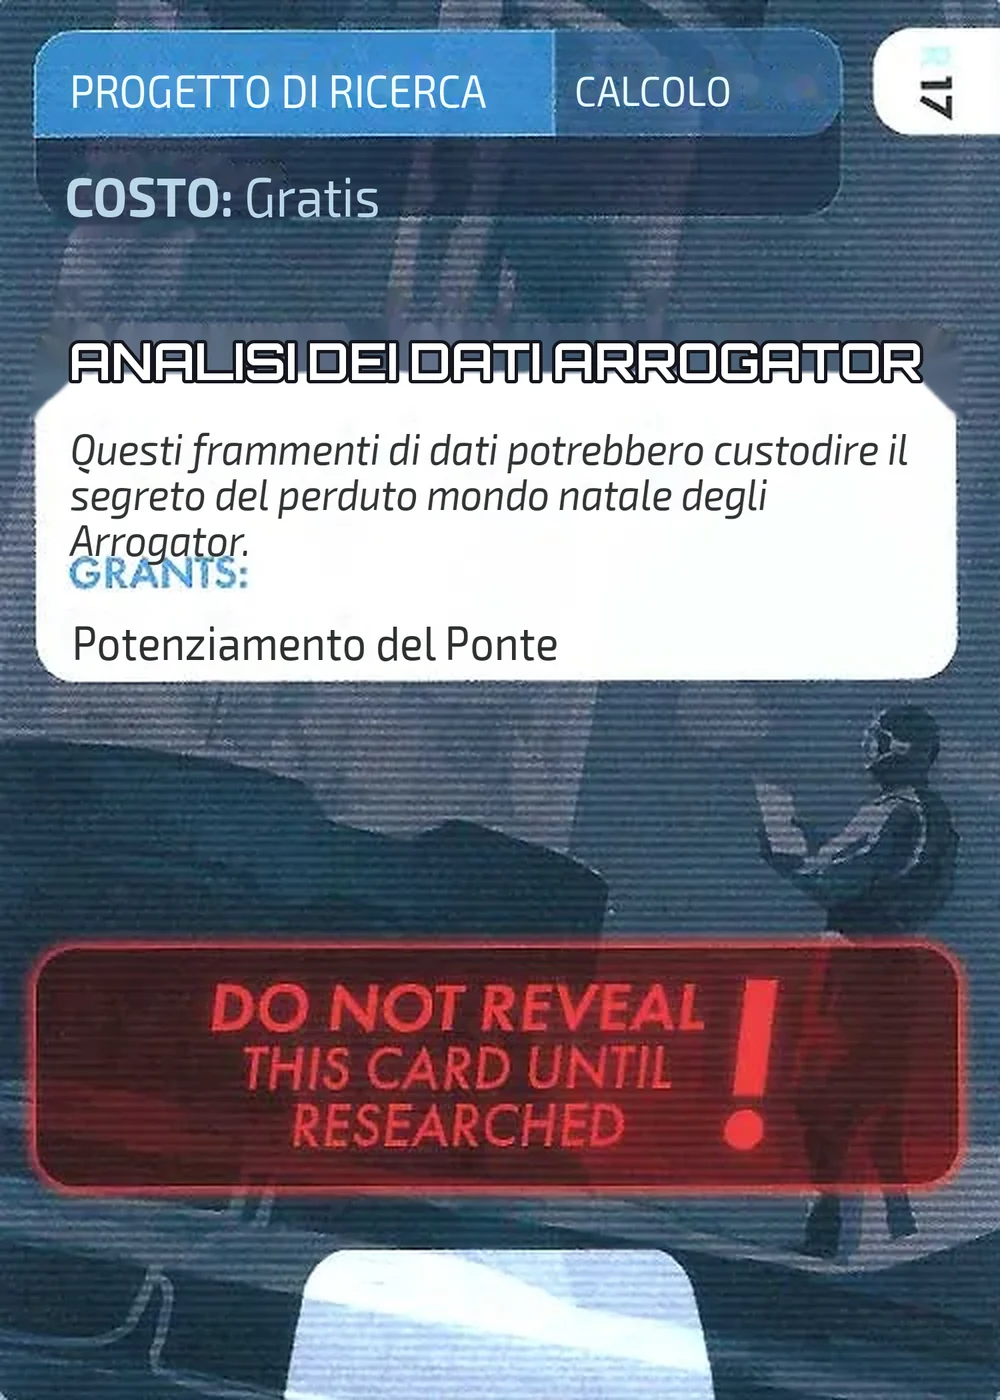 PROGETTO DI RICERCA
CALCOLO
R 17
COSTO: Gratis
ANALISI DEI DATI ARROGATOR
Questi frammenti di dati potrebbero custodire il
segreto del perduto mondo natale degli
Arrogator.
GRANTS:
Potenziamento del Ponte
DO NOT REVEAL
THIS CARD UNTIL
RESEARCHED
!